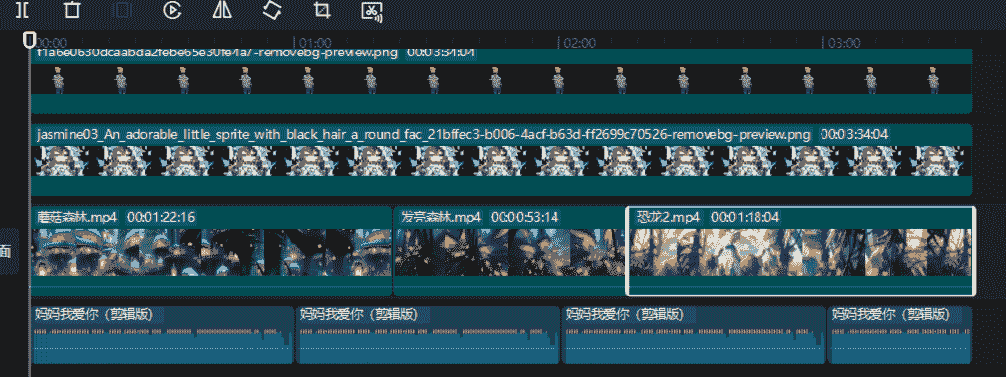 00:00 01:00 02:00 03:00
f1a6e0630dcaabda2febe65e30fe4a7-removebg-preview.png 00:03:34:04
jasmine03_An_adorable_little_sprite_with_black_hair_a_round_fac_21bffec3-b006-4acf-b63d-ff2699c70526-removebg-preview.png 00:03:34:04
蘑菇森林.mp4 00:01:22:16 发亮森林.mp4 00:00:53:14 恐龙2.mp4 00:01:18:04
面
妈妈我爱你（剪辑版） 妈妈我爱你（剪辑版） 妈妈我爱你（剪辑版） 妈妈我爱你（剪辑版）